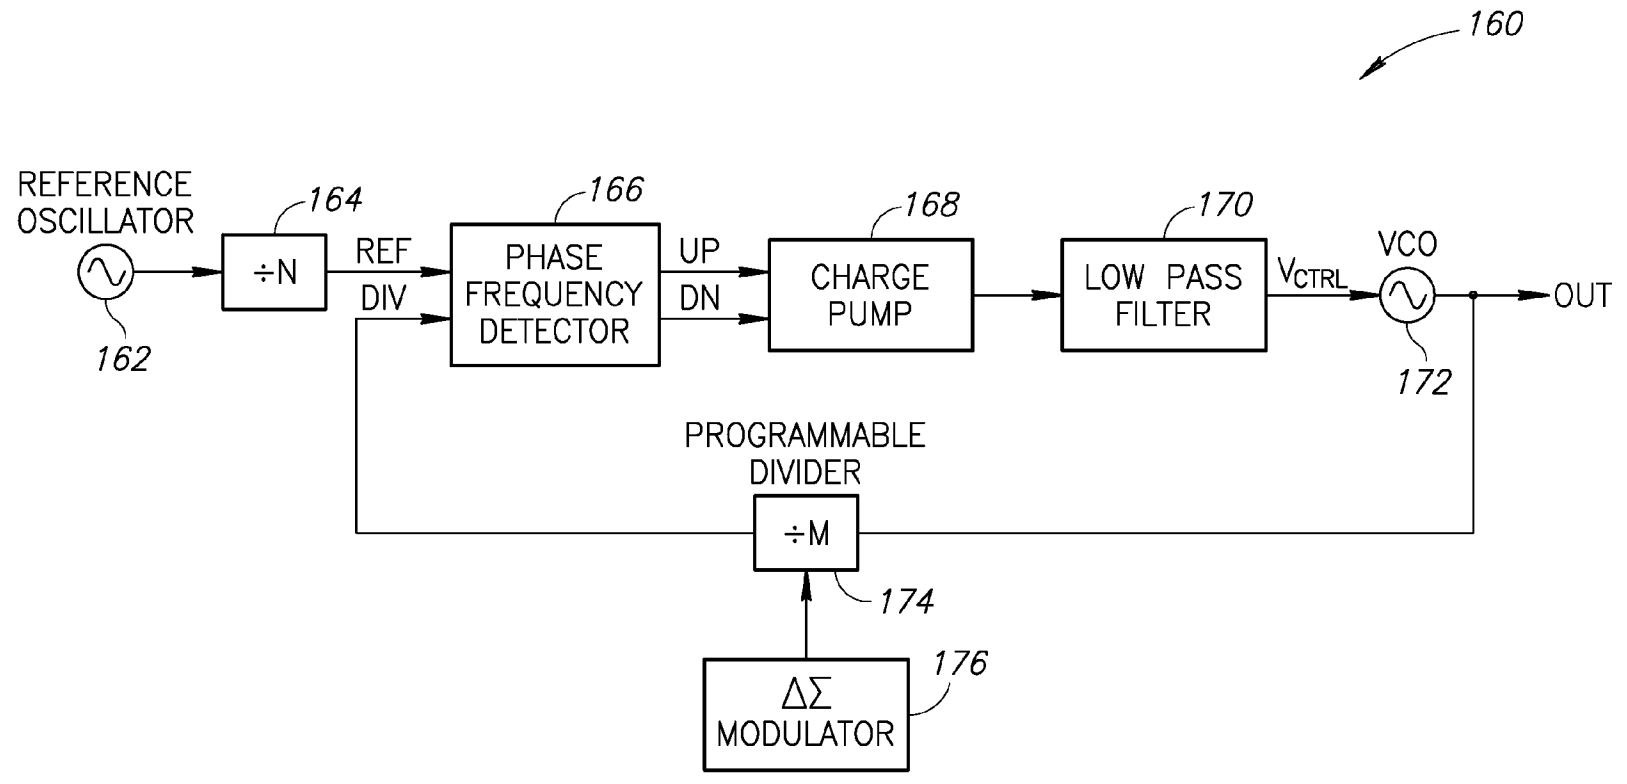 160
REFERENCE
OSCILLATOR
162
÷N
164
REF
DIV
PHASE
FREQUENCY
DETECTOR
166
UP
DN
CHARGE
PUMP
168
LOW PASS
FILTER
170
VCTRL
VCO
172
OUT
PROGRAMMABLE
DIVIDER
÷M
174
ΔΣ
MODULATOR
176